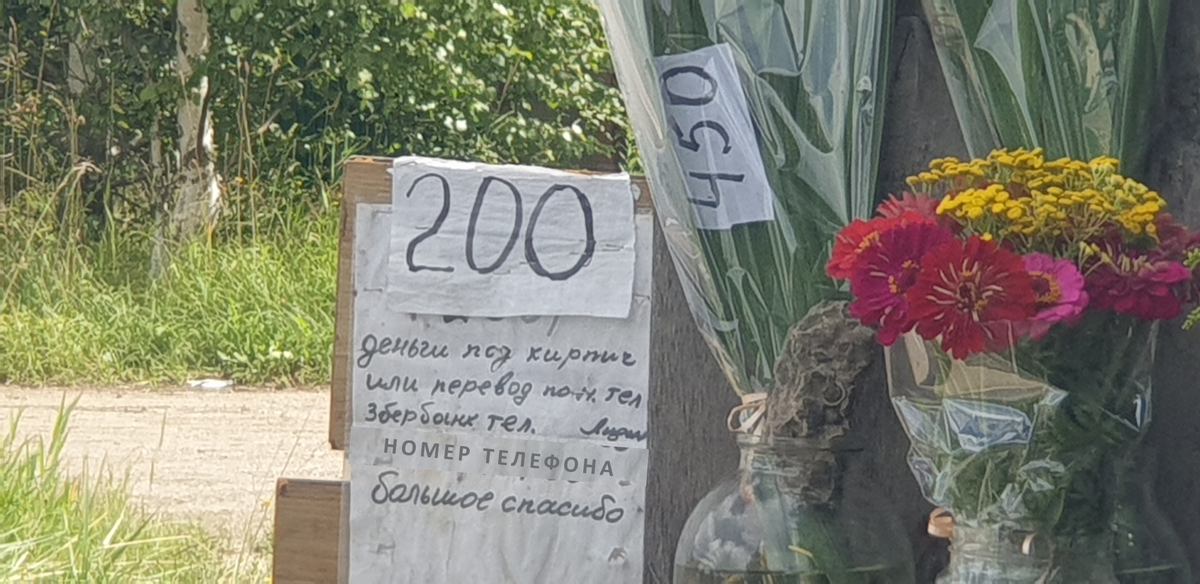 200
450
деньги под кирпич
или перевод по н. тел
Збербанк тел.
НОМЕР ТЕЛЕФОНА
большое спасибо